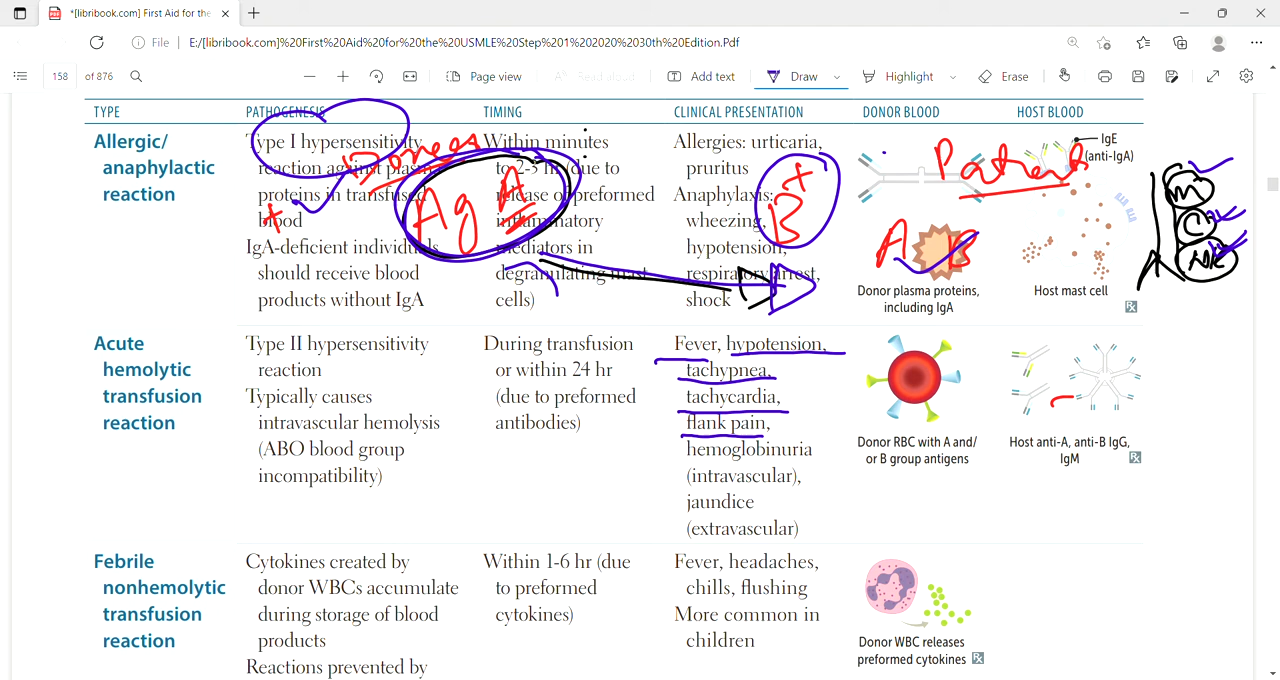 *[libribook.com] First Aid for the
File
E:/[libribook.com]%20First%20Aid%20for%20the%20USMLE%20Step%201%202020%2030th%20Edition.Pdf
158 of 876
Page view
Read aloud
Add text
Draw
Highlight
Erase
TYPE
PATHOGENESIS
TIMING
CLINICAL PRESENTATION
DONOR BLOOD
HOST BLOOD
Allergic/
anaphylactic
reaction
Type I hypersensitivity
reaction against plasma
proteins in transfused
blood
IgA-deficient individuals
should receive blood
products without IgA
Within minutes
to 2-3 hr (due to
release of preformed
inflammatory
mediators in
degranulating mast
cells)
Allergies: urticaria,
pruritus
Anaphylaxis:
wheezing,
hypotension,
respiratory arrest,
shock
Donor plasma proteins,
including IgA
IgE
(anti-IgA)
Host mast cell
Rx
+
Ag A
+
B
Patient
A B
M
C
Acute
hemolytic
transfusion
reaction
Type II hypersensitivity
reaction
Typically causes
intravascular hemolysis
(ABO blood group
incompatibility)
During transfusion
or within 24 hr
(due to preformed
antibodies)
Fever, hypotension,
tachypnea,
tachycardia,
flank pain,
hemoglobinuria
(intravascular),
jaundice
(extravascular)
Donor RBC with A and/
or B group antigens
Host anti-A, anti-B IgG,
IgM
Rx
Febrile
nonhemolytic
transfusion
reaction
Cytokines created by
donor WBCs accumulate
during storage of blood
products
Reactions prevented by
Within 1-6 hr (due
to preformed
cytokines)
Fever, headaches,
chills, flushing
More common in
children
Donor WBC releases
preformed cytokines
Rx